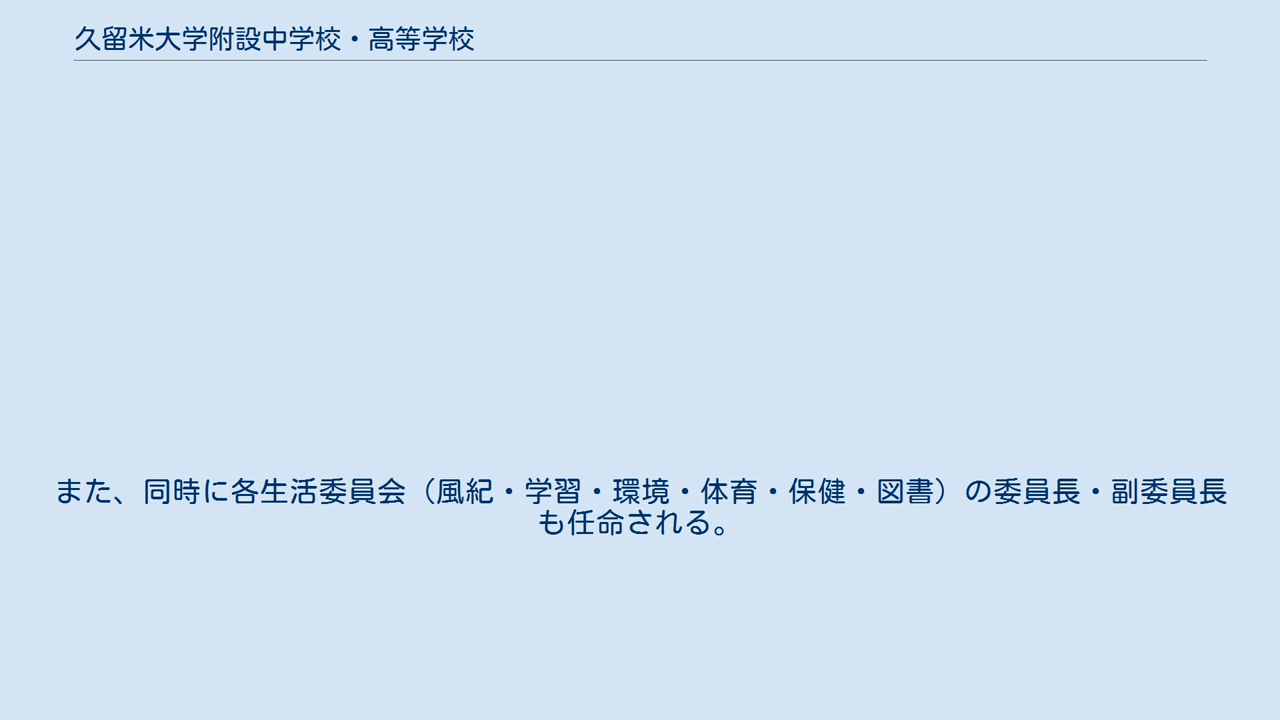 久留米大学附設中学校・高等学校
また、同時に各生活委員会（風紀・学習・環境・体育・保健・図書）の委員長・副委員長
も任命される。